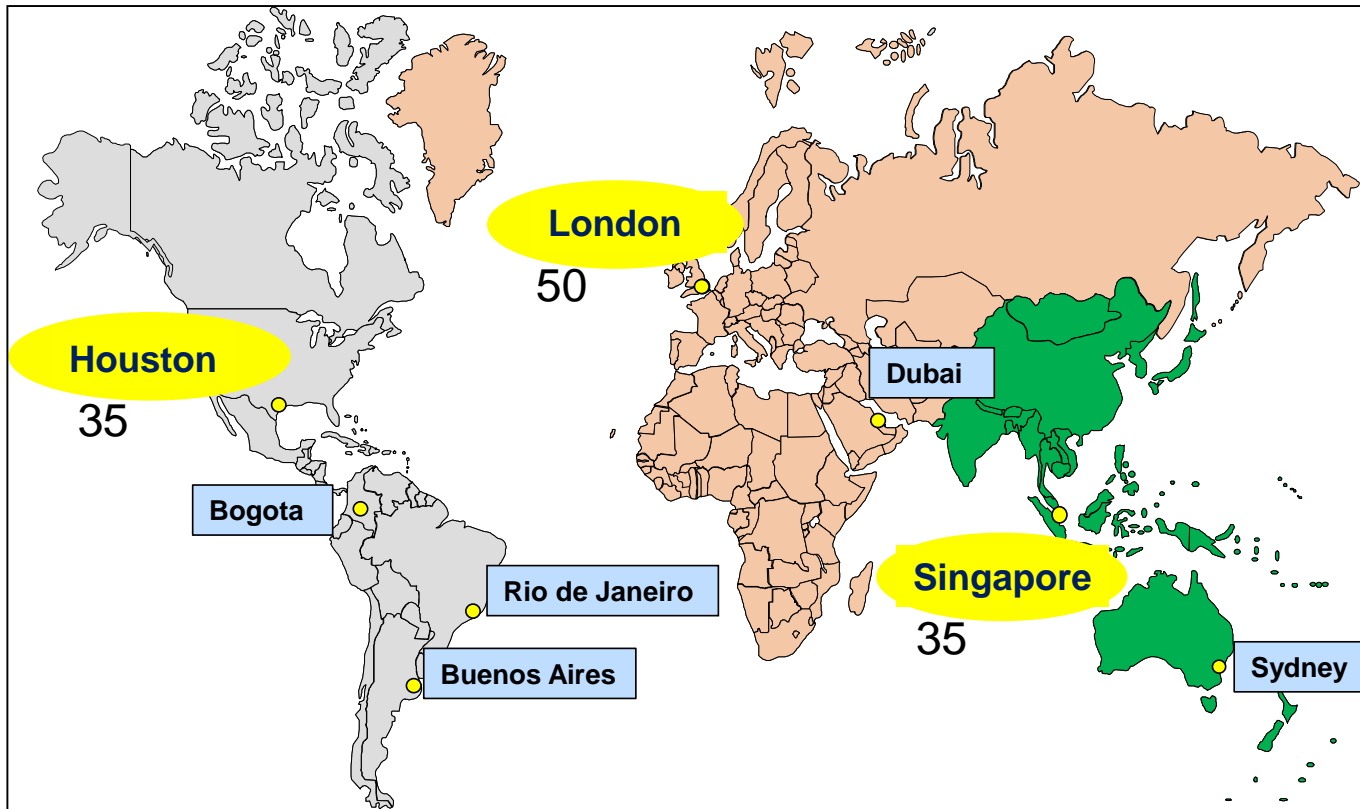 London
50
Houston
35
Dubai
Bogota
Singapore
35
Rio de Janeiro
Buenos Aires
Sydney